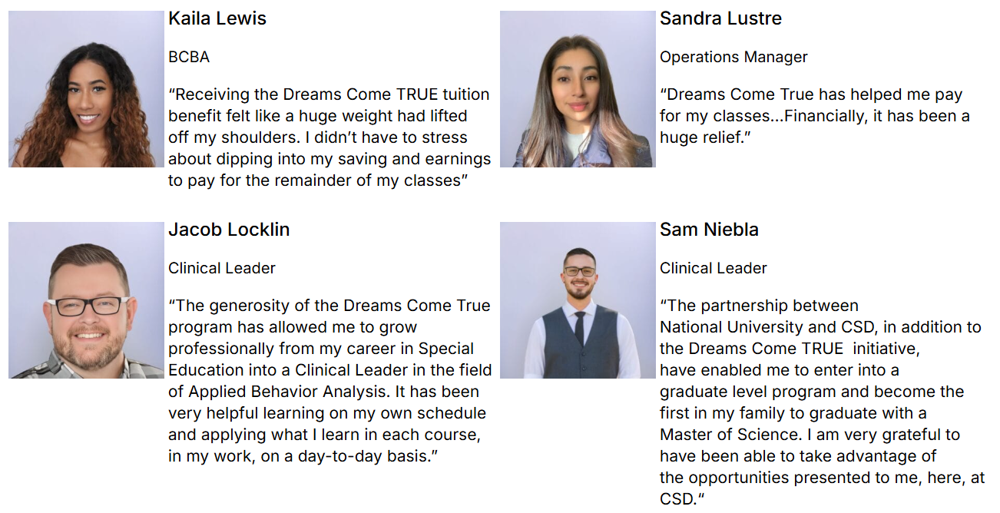 Kaila Lewis
BCBA
“Receiving the Dreams Come TRUE tuition
benefit felt like a huge weight had lifted
off my shoulders. I didn’t have to stress
about dipping into my saving and earnings
to pay for the remainder of my classes”
Sandra Lustre
Operations Manager
“Dreams Come True has helped me pay
for my classes…Financially, it has been a
huge relief.”
Jacob Locklin
Clinical Leader
“The generosity of the Dreams Come True
program has allowed me to grow
professionally from my career in Special
Education into a Clinical Leader in the field
of Applied Behavior Analysis. It has been
very helpful learning on my own schedule
and applying what I learn in each course,
in my work, on a day-to-day basis.”
Sam Niebla
Clinical Leader
“The partnership between
National University and CSD, in addition to
the Dreams Come TRUE  initiative,
have enabled me to enter into a
graduate level program and become the
first in my family to graduate with a
Master of Science. I am very grateful to
have been able to take advantage of
the opportunities presented to me, here, at
CSD.“